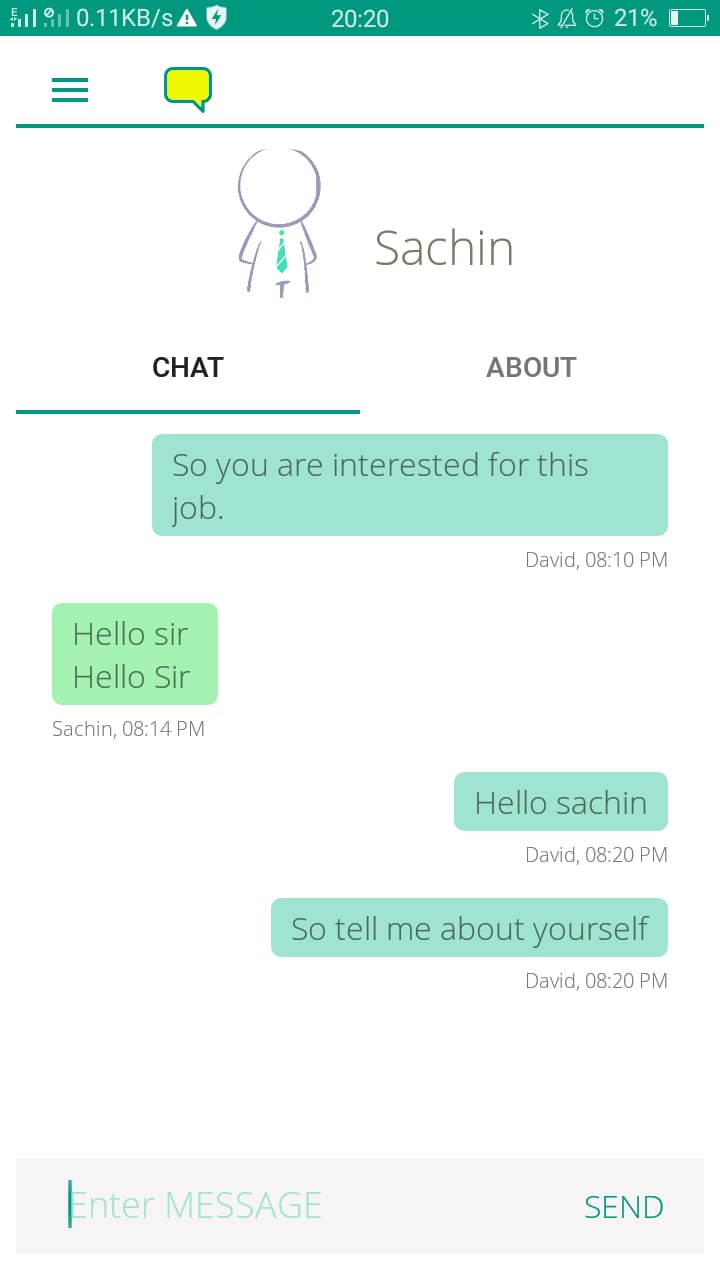 0.11KB/s 20:20 21%
Sachin
CHAT ABOUT
So you are interested for this
job.
David, 08:10 PM
Hello sir
Hello Sir
Sachin, 08:14 PM
Hello sachin
David, 08:20 PM
So tell me about yourself
David, 08:20 PM
Enter MESSAGE SEND